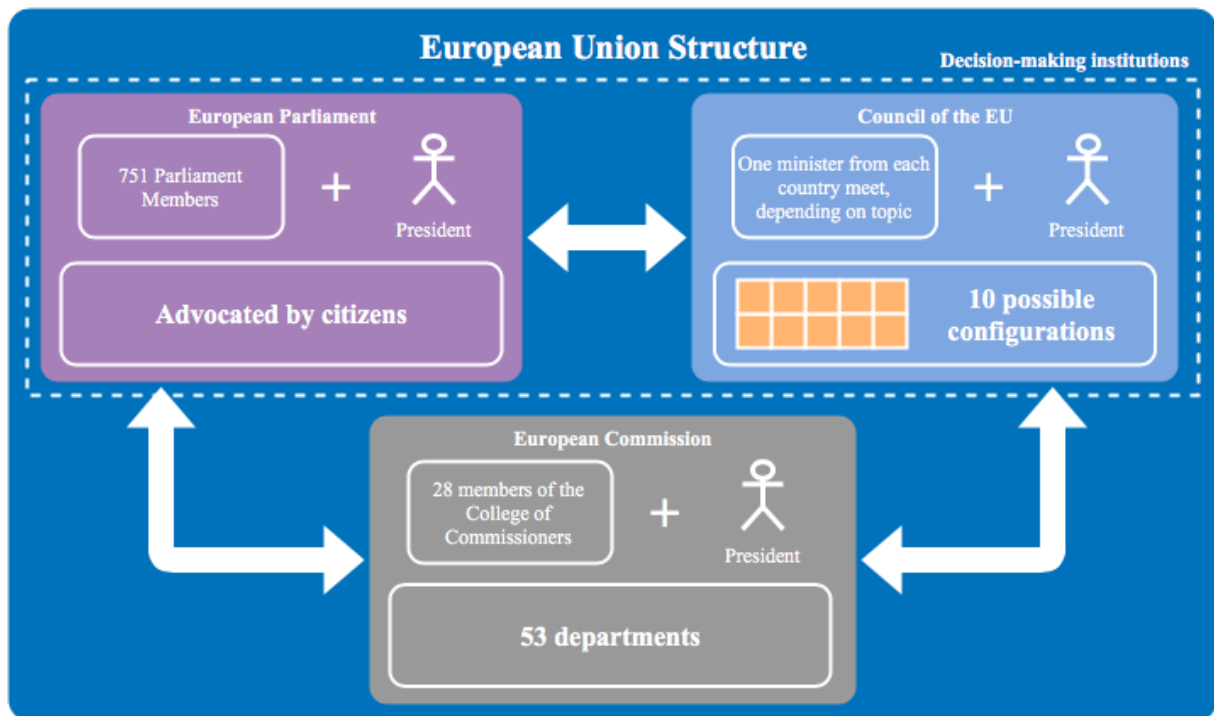 European Union Structure
Decision-making institutions
European Parliament
751 Parliament
Members
+
President
Advocated by citizens
Council of the EU
One minister from each
country meet,
depending on topic
+
President
10 possible
configurations
European Commission
28 members of the
College of
Commissioners
+
President
53 departments